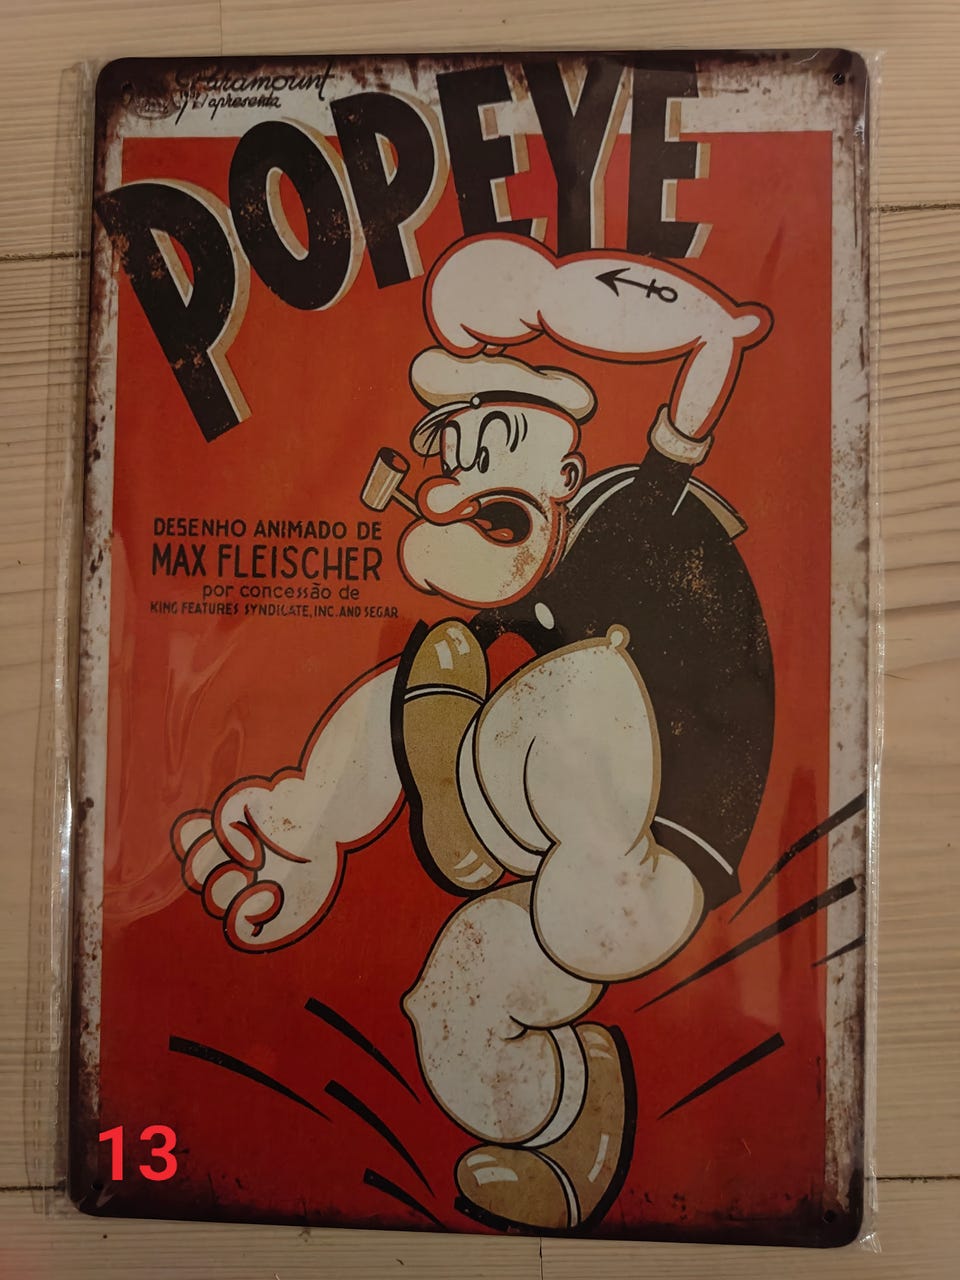 Paramount
apresenta
POPEYE
DESENHO ANIMADO DE
MAX FLEISCHER
por concessão de
KING FEATURES SYNDICATE, INC. AND SEGAR
13